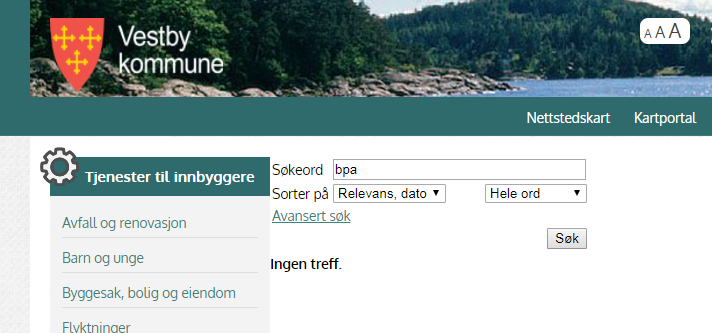 Vestby
kommune
A A A
Nettstedskart Kartportal
Tjenester til innbyggere
Avfall og renovasjon
Barn og unge
Byggesak, bolig og eiendom
Flyktninger
Søkeord bpa
Sorter på Relevans, dato Hele ord
Avansert søk
Søk
Ingen treff.